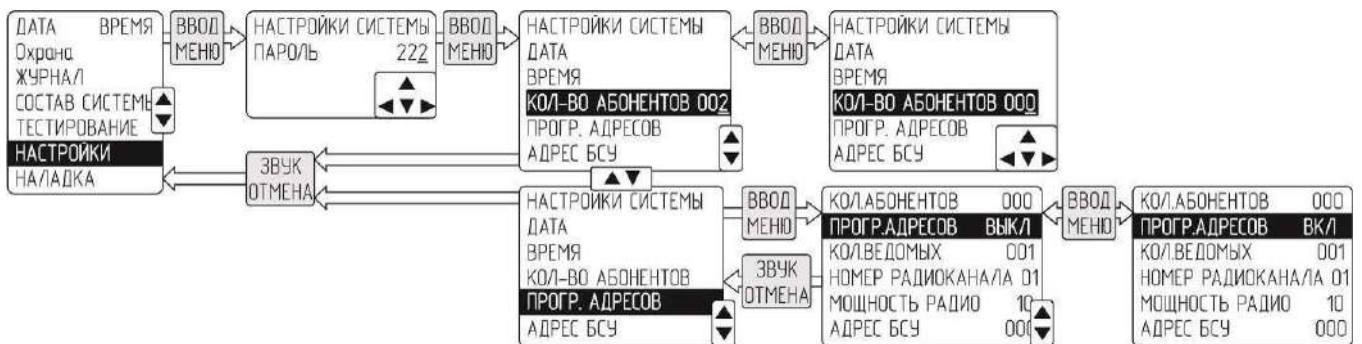 ДАТА ВРЕМЯ
Охрана
ЖУРНАЛ
СОСТАВ СИСТЕМЫ
ТЕСТИРОВАНИЕ
НАСТРОЙКИ
НАЛАДКА
ВВОД
МЕНЮ
НАСТРОЙКИ СИСТЕМЫ
ПАРОЛЬ 222
ВВОД
МЕНЮ
НАСТРОЙКИ СИСТЕМЫ
ДАТА
ВРЕМЯ
КОЛ-ВО АБОНЕНТОВ 002
ПРОГР. АДРЕСОВ
АДРЕС БСУ
ВВОД
МЕНЮ
НАСТРОЙКИ СИСТЕМЫ
ДАТА
ВРЕМЯ
КОЛ-ВО АБОНЕНТОВ 000
ПРОГР. АДРЕСОВ
АДРЕС БСУ
ЗВУК
ОТМЕНА
НАСТРОЙКИ СИСТЕМЫ
ДАТА
ВРЕМЯ
КОЛ-ВО АБОНЕНТОВ
ПРОГР. АДРЕСОВ
АДРЕС БСУ
ВВОД
МЕНЮ
ЗВУК
ОТМЕНА
КОЛ.АБОНЕНТОВ 000
ПРОГР.АДРЕСОВ ВЫКЛ
КОЛ.ВЕДОМЫХ 001
НОМЕР РАДИОКАНАЛА 01
МОЩНОСТЬ РАДИО 10
АДРЕС БСУ 000
ВВОД
МЕНЮ
КОЛ.АБОНЕНТОВ 000
ПРОГР.АДРЕСОВ ВКЛ
КОЛ.ВЕДОМЫХ 001
НОМЕР РАДИОКАНАЛА 01
МОЩНОСТЬ РАДИО 10
АДРЕС БСУ 000